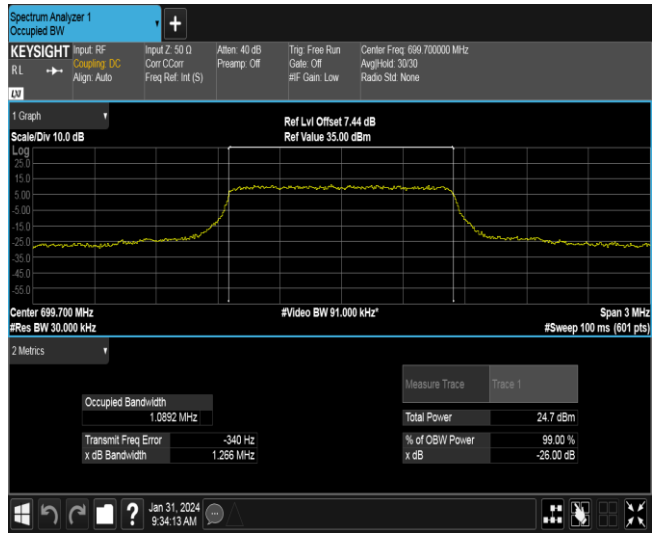 Spectrum Analyzer 1
Occupied BW
+
KEYSIGHT Input: RF Input Z: 50 Ω Atten: 40 dB Trig: Free Run Center Freq: 699.700000 MHz
RL Coupling: DC Corr CCorr Preamp: Off Gate: Off Avg|Hold: 30/30
Align: Auto Freq Ref: Int (S) #IF Gain: Low Radio Std: None
LXI
1 Graph Ref Lvl Offset 7.44 dB
Scale/Div 10.0 dB Ref Value 35.00 dBm
Log
25.0
15.0
5.00
-5.00
-15.0
-25.0
-35.0
-45.0
-55.0
Center 699.700 MHz #Video BW 91.000 kHz* Span 3 MHz
#Res BW 30.000 kHz #Sweep 100 ms (601 pts)
2 Metrics
Measure Trace Trace 1
Occupied Bandwidth
1.0892 MHz Total Power 24.7 dBm
Transmit Freq Error -340 Hz % of OBW Power 99.00 %
x dB Bandwidth 1.266 MHz x dB -26.00 dB
? Jan 31, 2024
9:34:13 AM